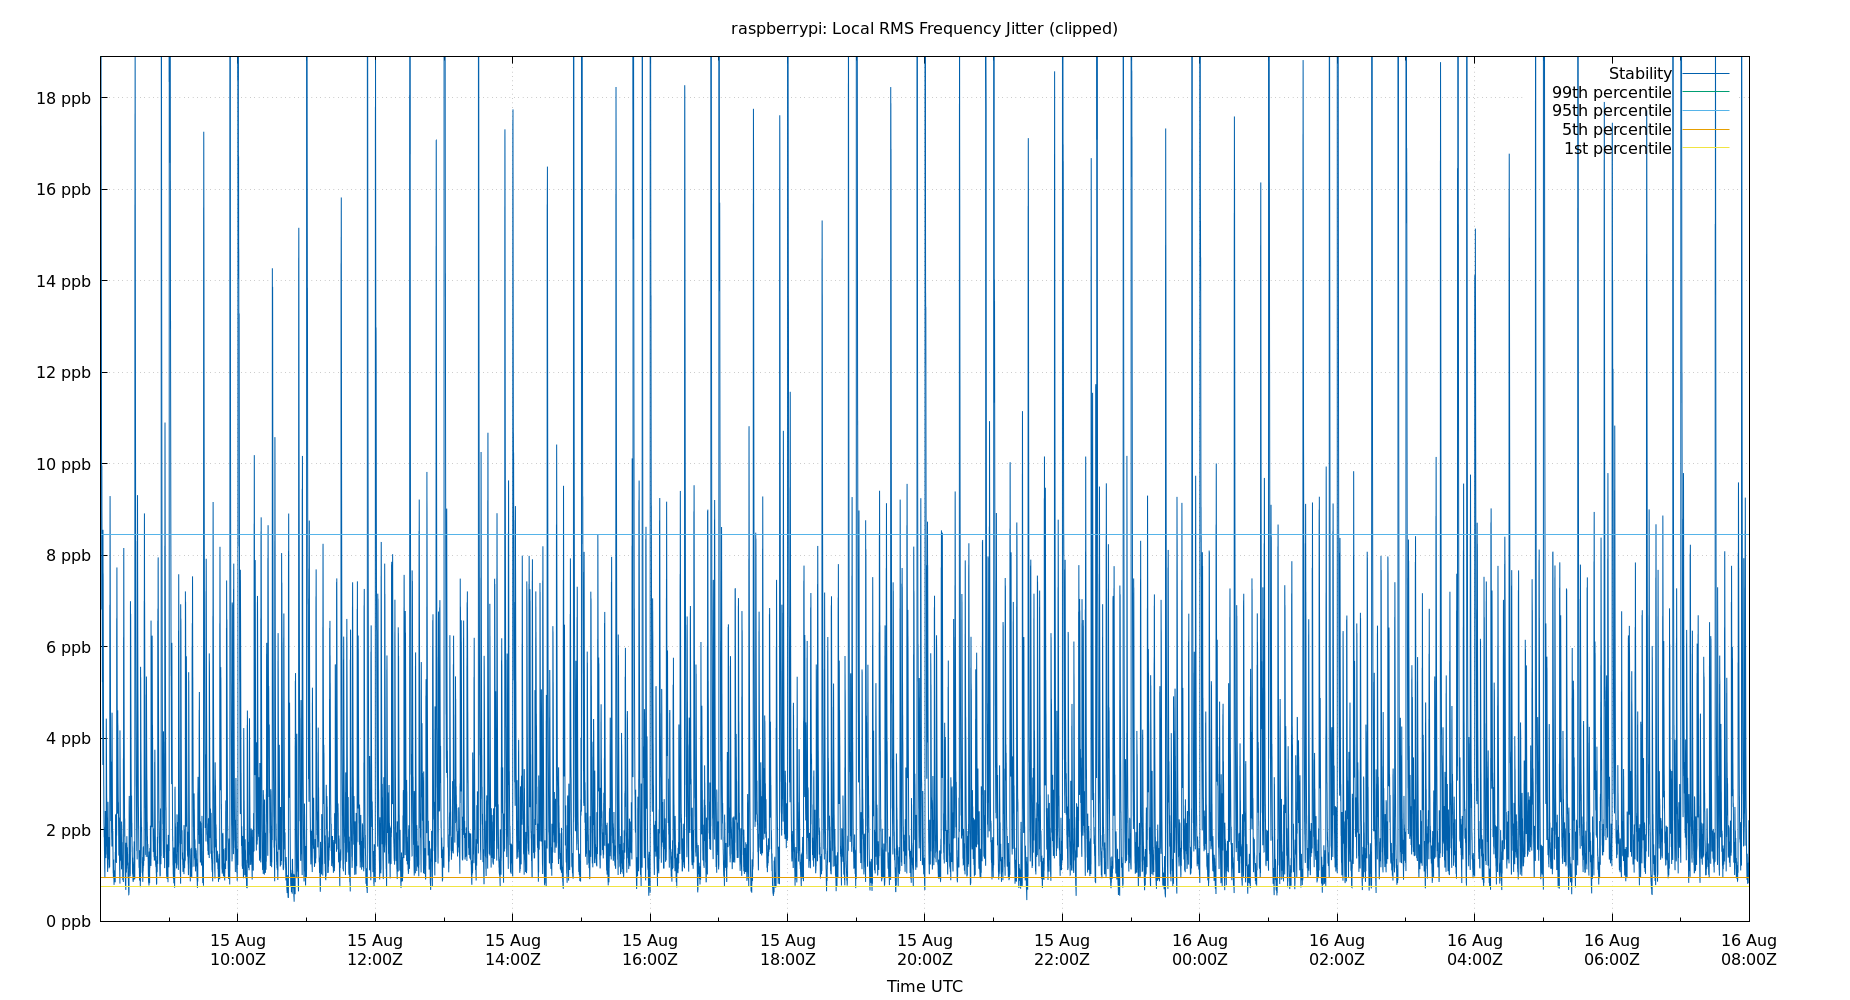 raspberrypi: Local RMS Frequency Jitter (clipped)
Stability
99th percentile
95th percentile
5th percentile
1st percentile
18 ppb
16 ppb
14 ppb
12 ppb
10 ppb
8 ppb
6 ppb
4 ppb
2 ppb
0 ppb
15 Aug 15 Aug 15 Aug 15 Aug 15 Aug 15 Aug 15 Aug 16 Aug 16 Aug 16 Aug 16 Aug 16 Aug
10:00Z 12:00Z 14:00Z 16:00Z 18:00Z 20:00Z 22:00Z 00:00Z 02:00Z 04:00Z 06:00Z 08:00Z
Time UTC